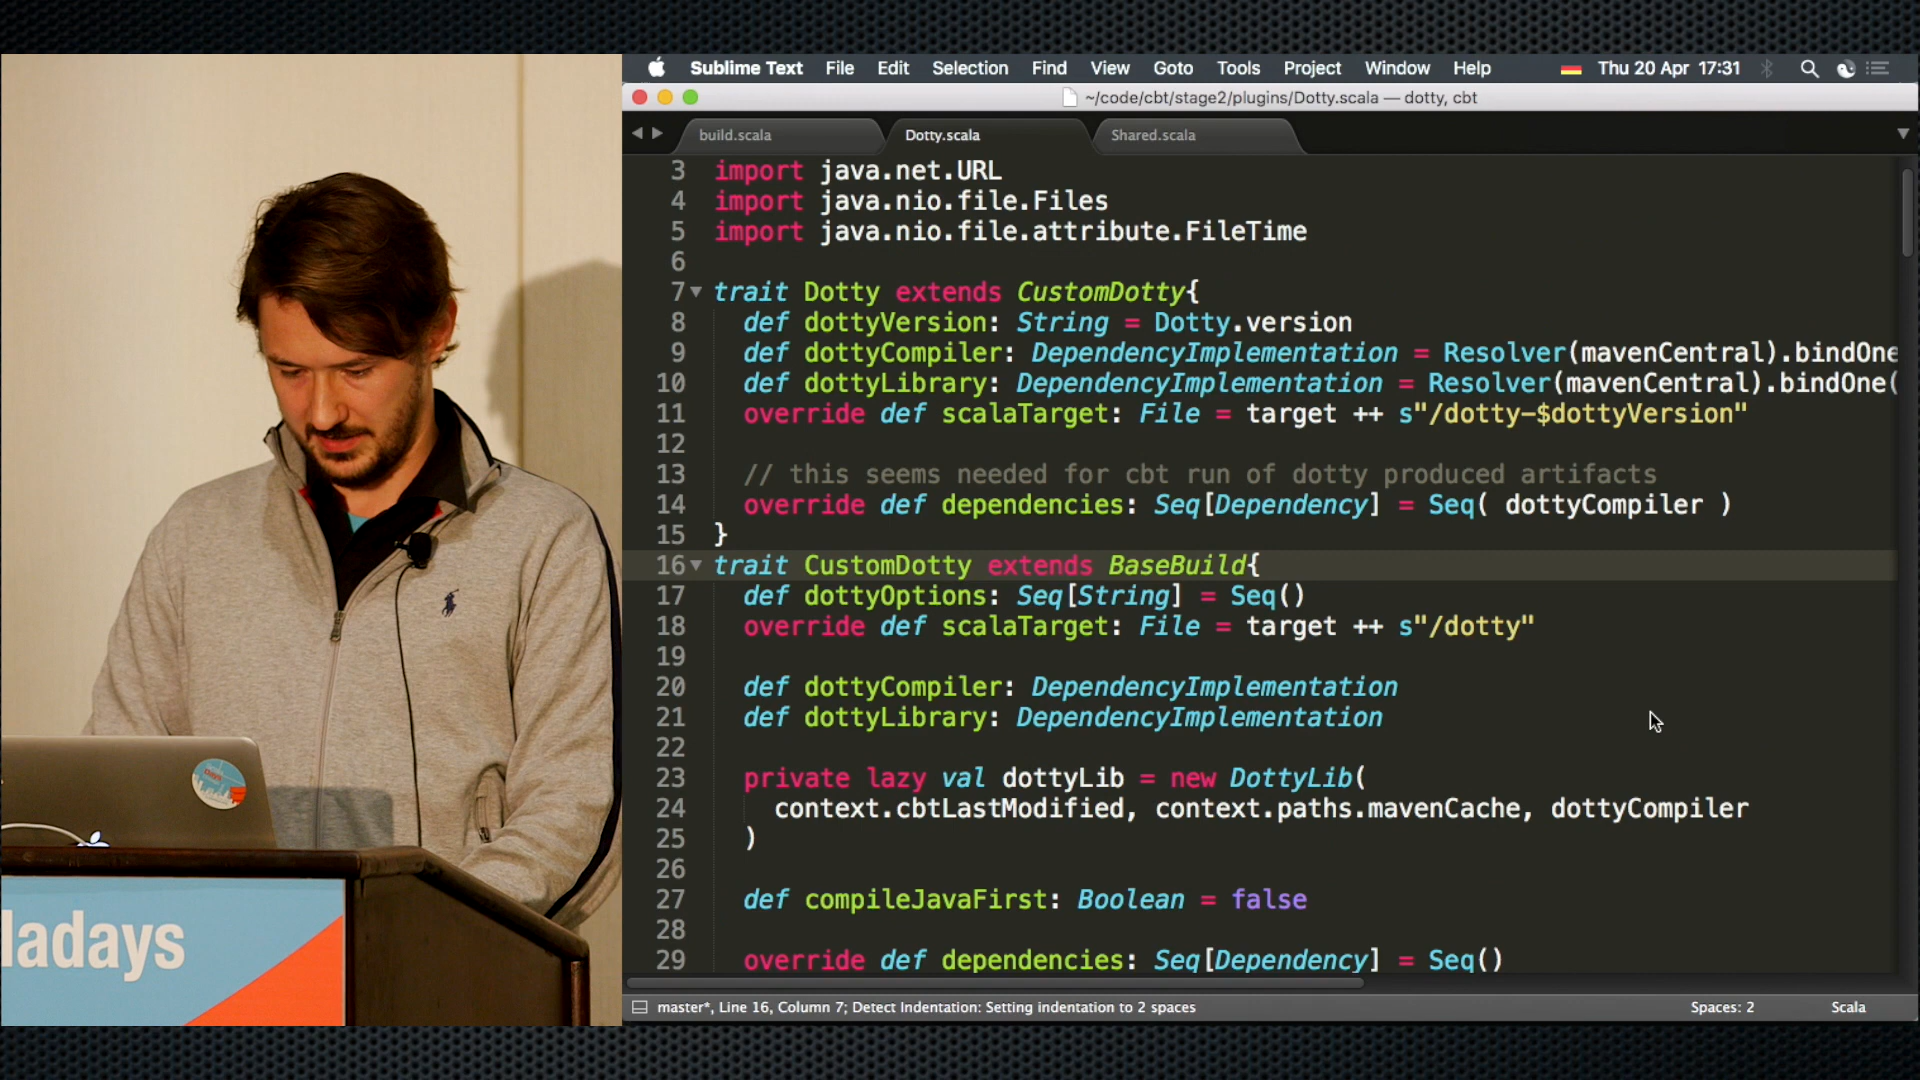 Sublime Text File Edit Selection Find View Goto Tools Project Window Help Thu 20 Apr 17:31
~/code/cbt/stage2/plugins/Dotty.scala — dotty, cbt
build.scala Dotty.scala Shared.scala
3 import java.net.URL
4 import java.nio.file.Files
5 import java.nio.file.attribute.FileTime
6
7 trait Dotty extends CustomDotty{
8 def dottyVersion: String = Dotty.version
9 def dottyCompiler: DependencyImplementation = Resolver(mavenCentral).bindOne
10 def dottyLibrary: DependencyImplementation = Resolver(mavenCentral).bindOne(
11 override def scalaTarget: File = target ++ s"/dotty-$dottyVersion"
12
13 // this seems needed for cbt run of dotty produced artifacts
14 override def dependencies: Seq[Dependency] = Seq( dottyCompiler )
15 }
16 trait CustomDotty extends BaseBuild{
17 def dottyOptions: Seq[String] = Seq()
18 override def scalaTarget: File = target ++ s"/dotty"
19
20 def dottyCompiler: DependencyImplementation
21 def dottyLibrary: DependencyImplementation
22
23 private lazy val dottyLib = new DottyLib(
24 context.cbtLastModified, context.paths.mavenCache, dottyCompiler
25 )
26
27 def compileJavaFirst: Boolean = false
28
29 override def dependencies: Seq[Dependency] = Seq()
master*, Line 16, Column 7; Detect Indentation: Setting indentation to 2 spaces Spaces: 2 Scala
ladays